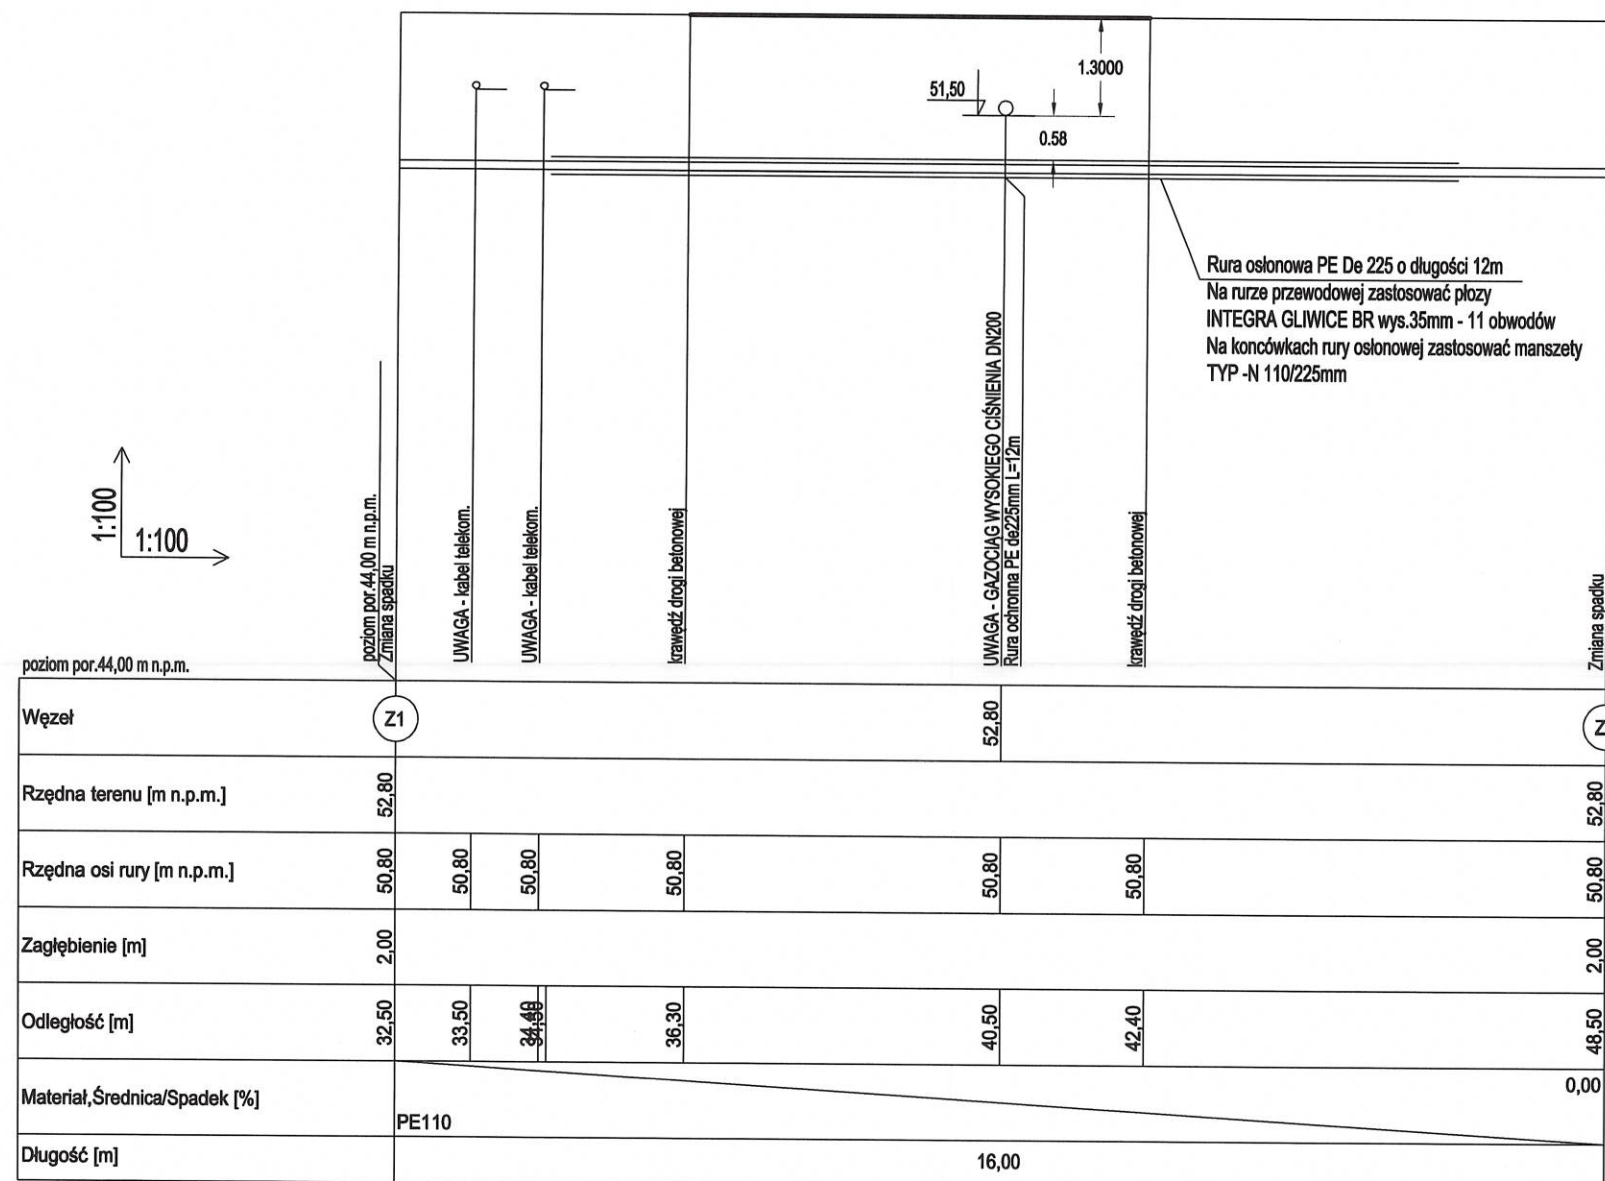 1.3000
51,50
0.58
Rura osłonowa PE De 225 o długości 12m
Na rurze przewodowej zastosować płozy
INTEGRA GLIWICE BR wys.35mm - 11 obwodów
Na koncówkach rury osłonowej zastosować manszety
TYP -N 110/225mm
1:100
1:100
poziom por.44,00 m n.p.m.
Zmiana spadku
UWAGA - kabel telekom.
UWAGA - kabel telekom.
krawędź drogi betonowej
UWAGA - GAZOCIĄG WYSOKIEGO CIŚNIENIA DN200
Rura ochronna PE de225mm L=12m
krawędź drogi betonowej
Zmiana spadku
poziom por.44,00 m n.p.m.
Węzeł
Z1
52,80
Z
Rzędna terenu [m n.p.m.]
52,80
52,80
Rzędna osi rury [m n.p.m.]
50,80
50,80
50,80
50,80
50,80
50,80
50,80
Zagłębienie [m]
2,00
2,00
Odległość [m]
32,50
33,50
34,40
36,30
40,50
42,40
48,50
Materiał,Średnica/Spadek [%]
PE110
0,00
Długość [m]
16,00